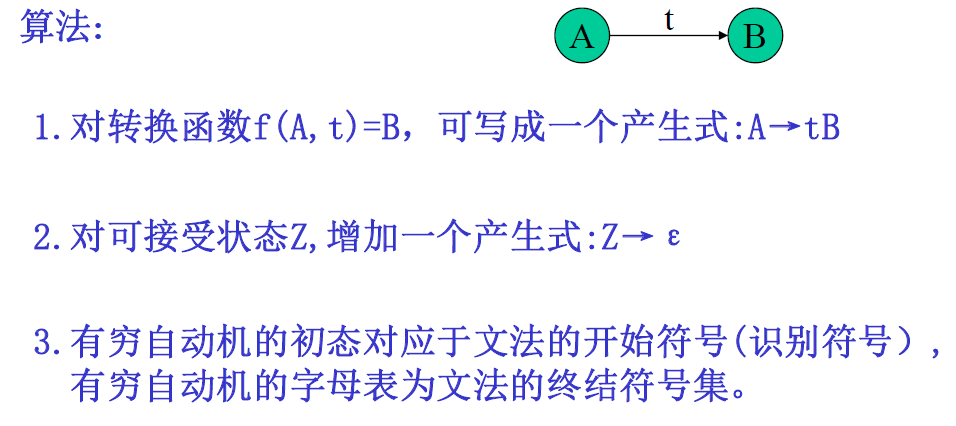 算法:
A t B
1.对转换函数f(A,t)=B，可写成一个产生式:A→tB
2.对可接受状态Z,增加一个产生式:Z→ ε
3.有穷自动机的初态对应于文法的开始符号(识别符号），
有穷自动机的字母表为文法的终结符号集。